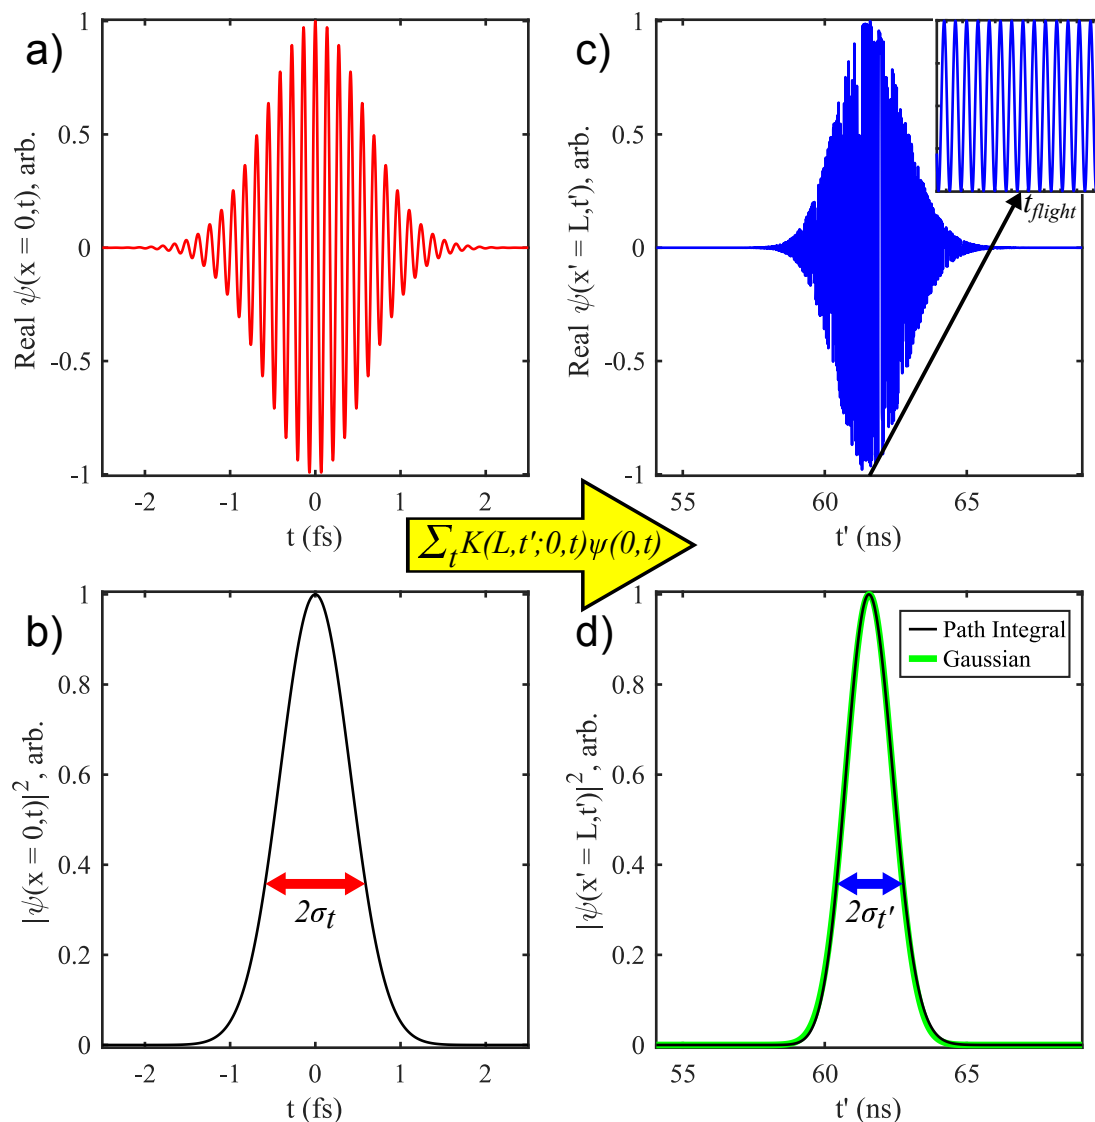 a)
Real ψ(x = 0,t), arb.
1
0.5
0
-0.5
-1
-2
-1
0
1
2
t (fs)
c)
Real ψ(x' = L,t'), arb.
1
0.5
0
-0.5
-1
55
60
65
t' (ns)
t_flight
∑_t K(L,t';0,t)ψ(0,t)
b)
|ψ(x = 0,t)|², arb.
1
0.8
0.6
0.4
0.2
0
2σ_t
-2
-1
0
1
2
t (fs)
d)
|ψ(x' = L,t')|², arb.
1
0.8
0.6
0.4
0.2
0
Path Integral
Gaussian
2σ_t'
55
60
65
t' (ns)